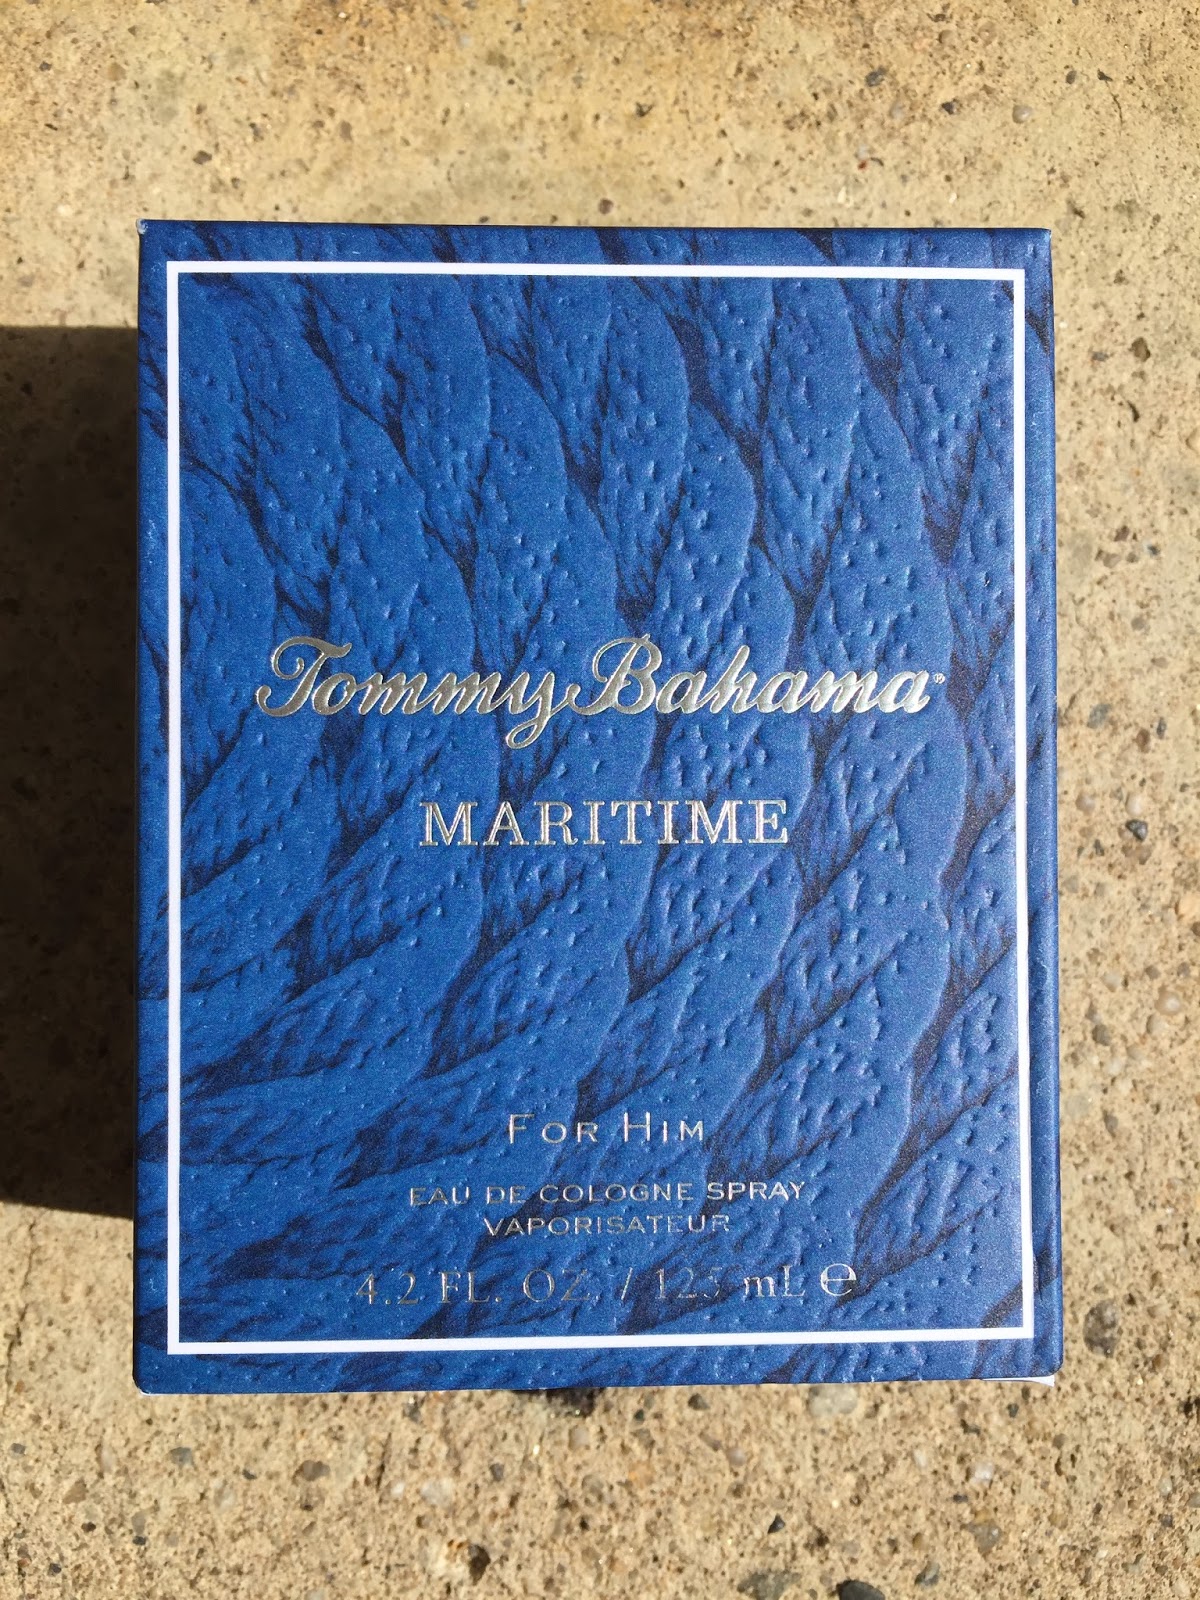 Tommy Bahama®
MARITIME
FOR HIM
EAU DE COLOGNE SPRAY
VAPORISATEUR
4.2 FL. OZ. / 125 mL ℮